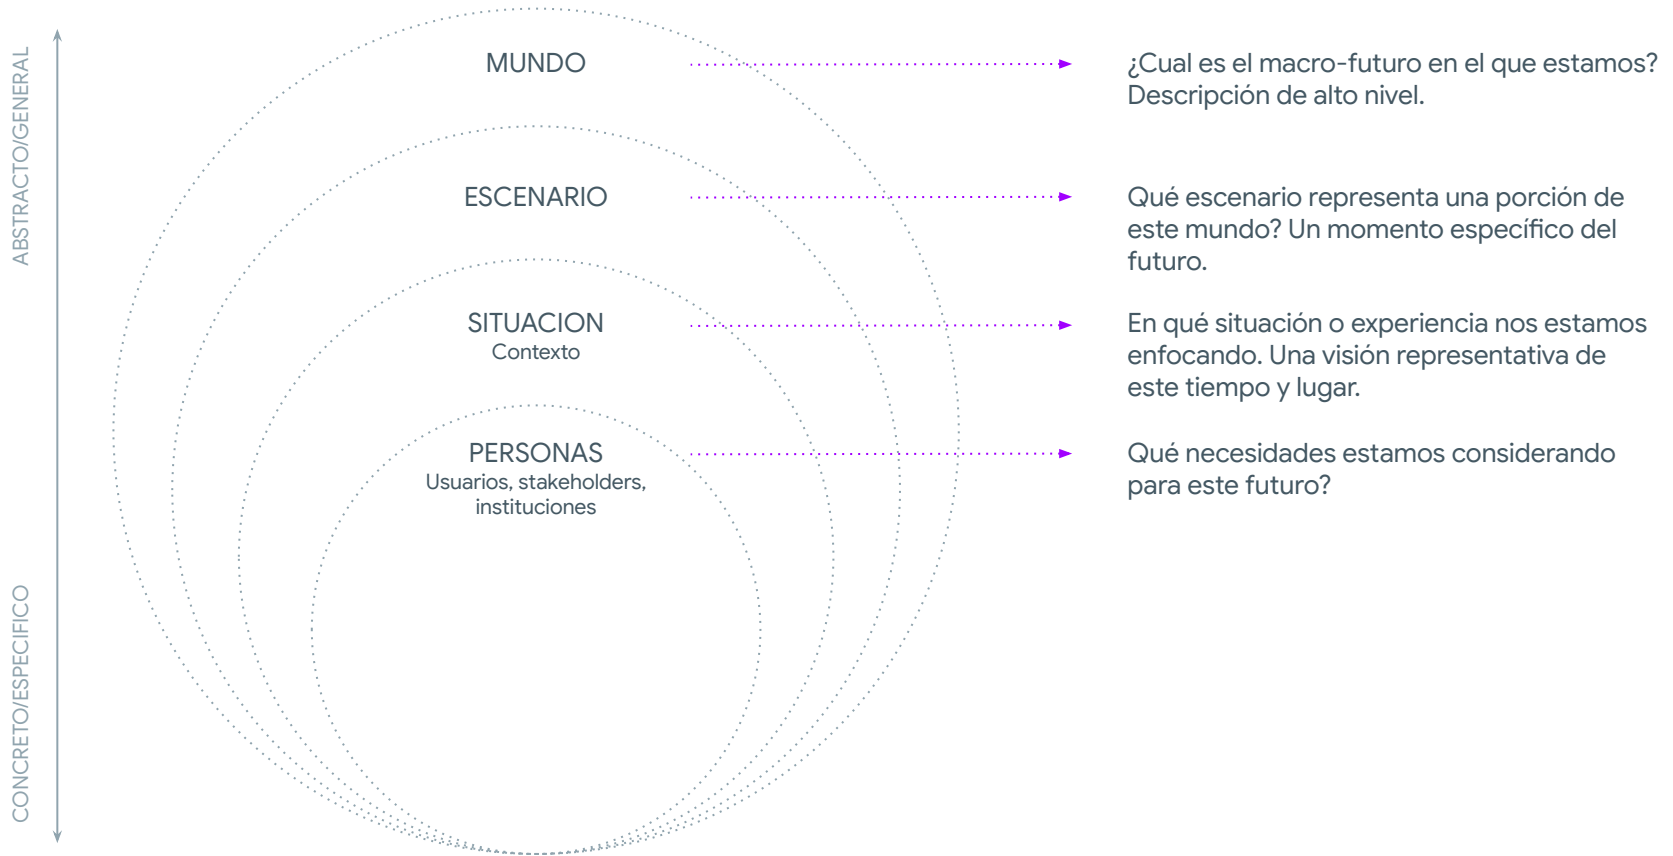 ABSTRACTO/GENERAL
CONCRETO/ESPECIFICO
MUNDO
¿Cual es el macro-futuro en el que estamos?
Descripción de alto nivel.
ESCENARIO
Qué escenario representa una porción de
este mundo? Un momento específico del
futuro.
SITUACION
Contexto
En qué situación o experiencia nos estamos
enfocando. Una visión representativa de
este tiempo y lugar.
PERSONAS
Usuarios, stakeholders,
instituciones
Qué necesidades estamos considerando
para este futuro?